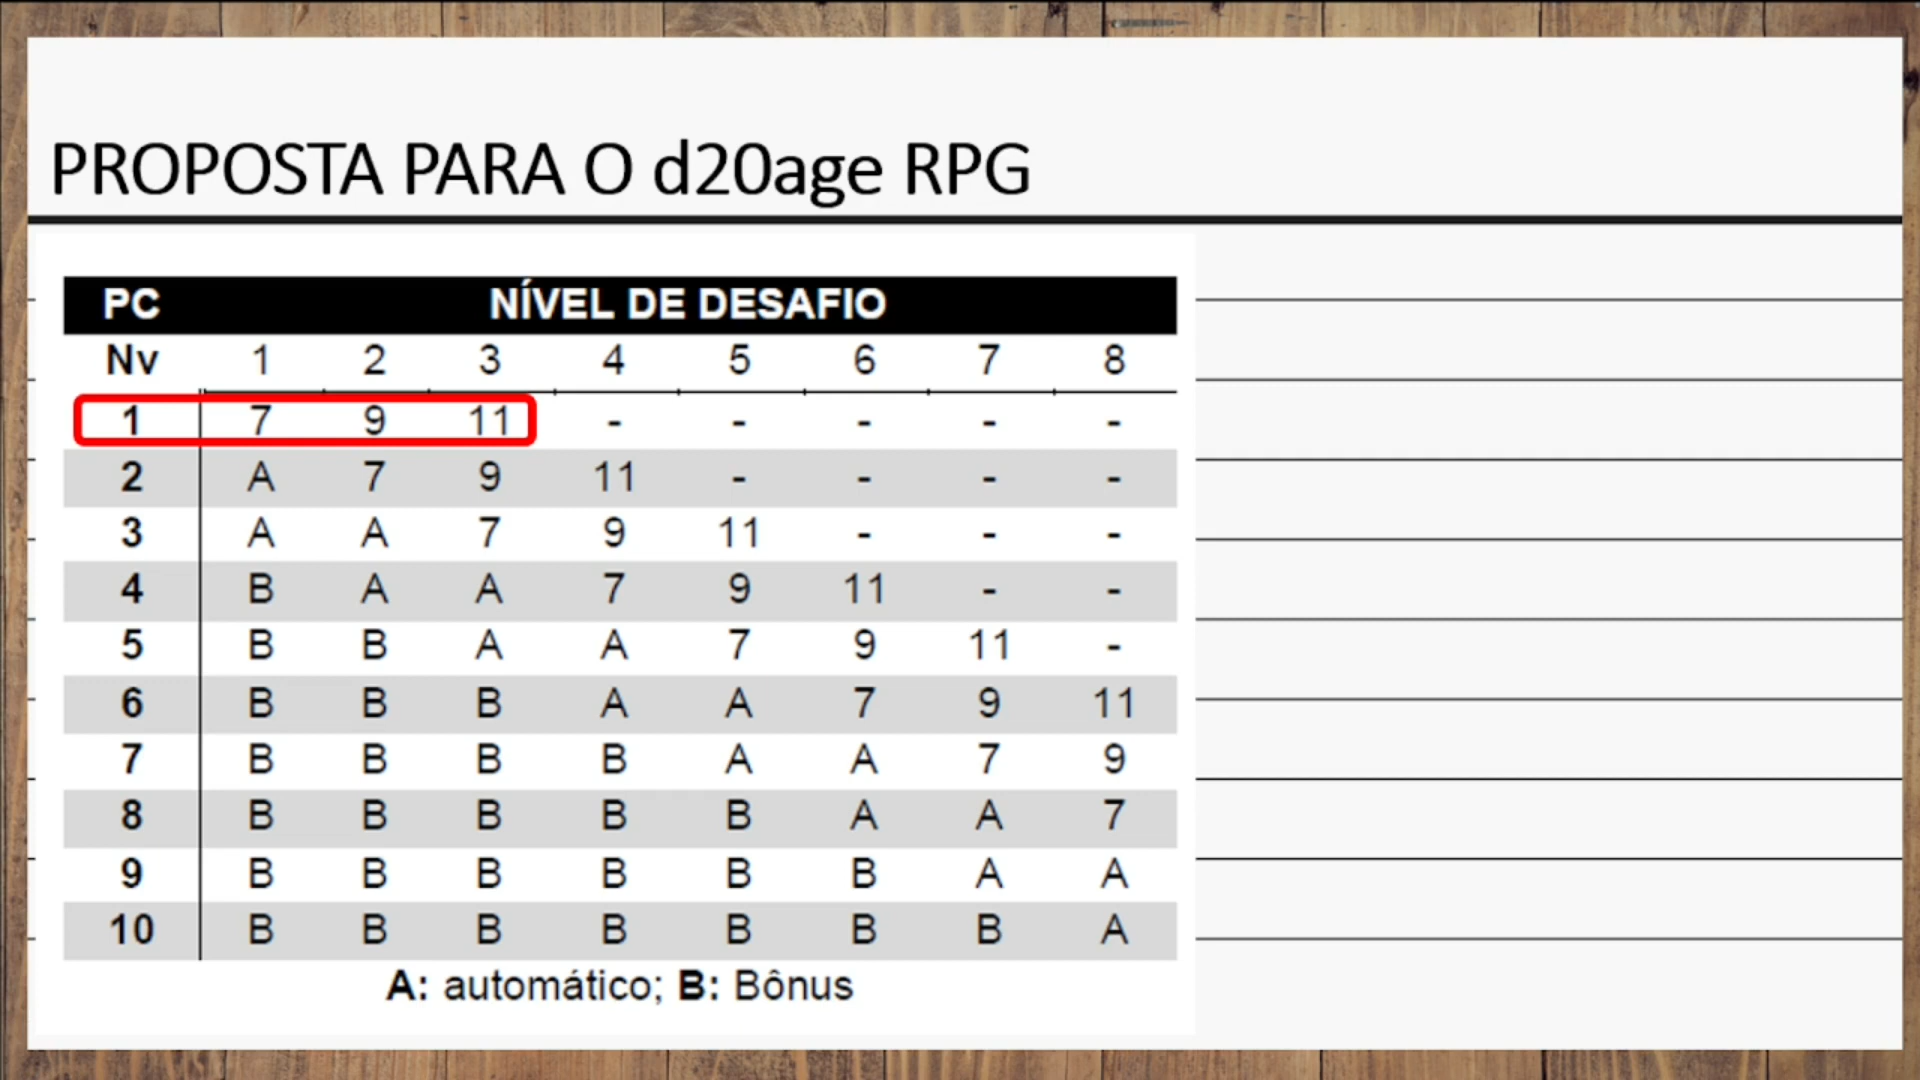 PROPOSTA PARA O d20age RPG
PC NÍVEL DE DESAFIO
Nv 1 2 3 4 5 6 7 8
1 7 9 11 - - - - -
2 A 7 9 11 - - - -
3 A A 7 9 11 - - -
4 B A A 7 9 11 - -
5 B B A A 7 9 11 -
6 B B B A A 7 9 11
7 B B B B A A 7 9
8 B B B B B A A 7
9 B B B B B B A A
10 B B B B B B B A
A: automático; B: Bônus